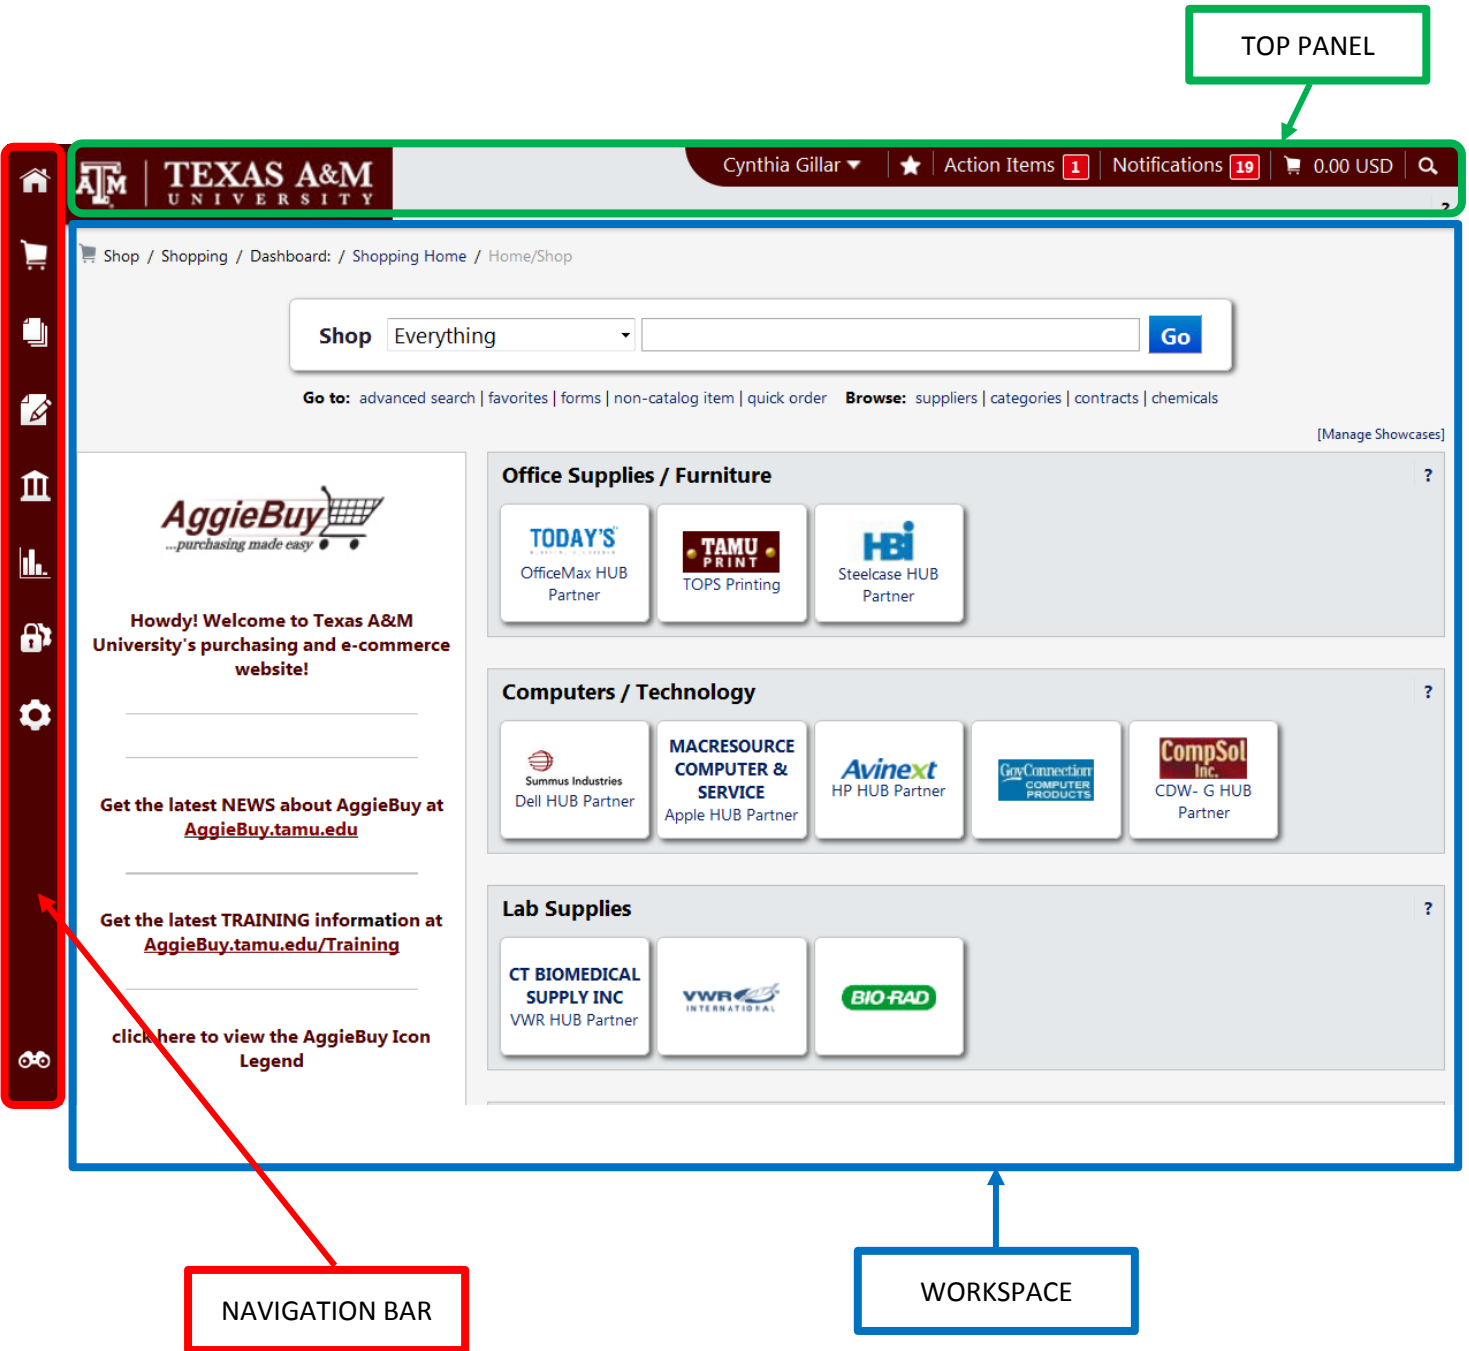 TOP PANEL
ĀM | TEXAS A&M
UNIVERSITY
Cynthia Gillar ▼ ★ Action Items 1 Notifications 19 0.00 USD
?
Shop / Shopping / Dashboard: / Shopping Home / Home/Shop
Shop Everything Go
Go to: advanced search | favorites | forms | non-catalog item | quick order Browse: suppliers | categories | contracts | chemicals
[Manage Showcases]
AggieBuy
...purchasing made easy
Howdy! Welcome to Texas A&M
University's purchasing and e-commerce
website!
Get the latest NEWS about AggieBuy at
AggieBuy.tamu.edu
Get the latest TRAINING information at
AggieBuy.tamu.edu/Training
click here to view the AggieBuy Icon
Legend
Office Supplies / Furniture ?
TODAY'S
OfficeMax HUB
Partner
TAMU
PRINT
TOPS Printing
HBi
Steelcase HUB
Partner
Computers / Technology ?
Summus Industries
Dell HUB Partner
MACRESOURCE
COMPUTER &
SERVICE
Apple HUB Partner
Avinext
HP HUB Partner
GovConnection
COMPUTER
PRODUCTS
CompSol
Inc.
CDW- G HUB
Partner
Lab Supplies ?
CT BIOMEDICAL
SUPPLY INC
VWR HUB Partner
VWR
INTERNATIONAL
BIO-RAD
NAVIGATION BAR
WORKSPACE